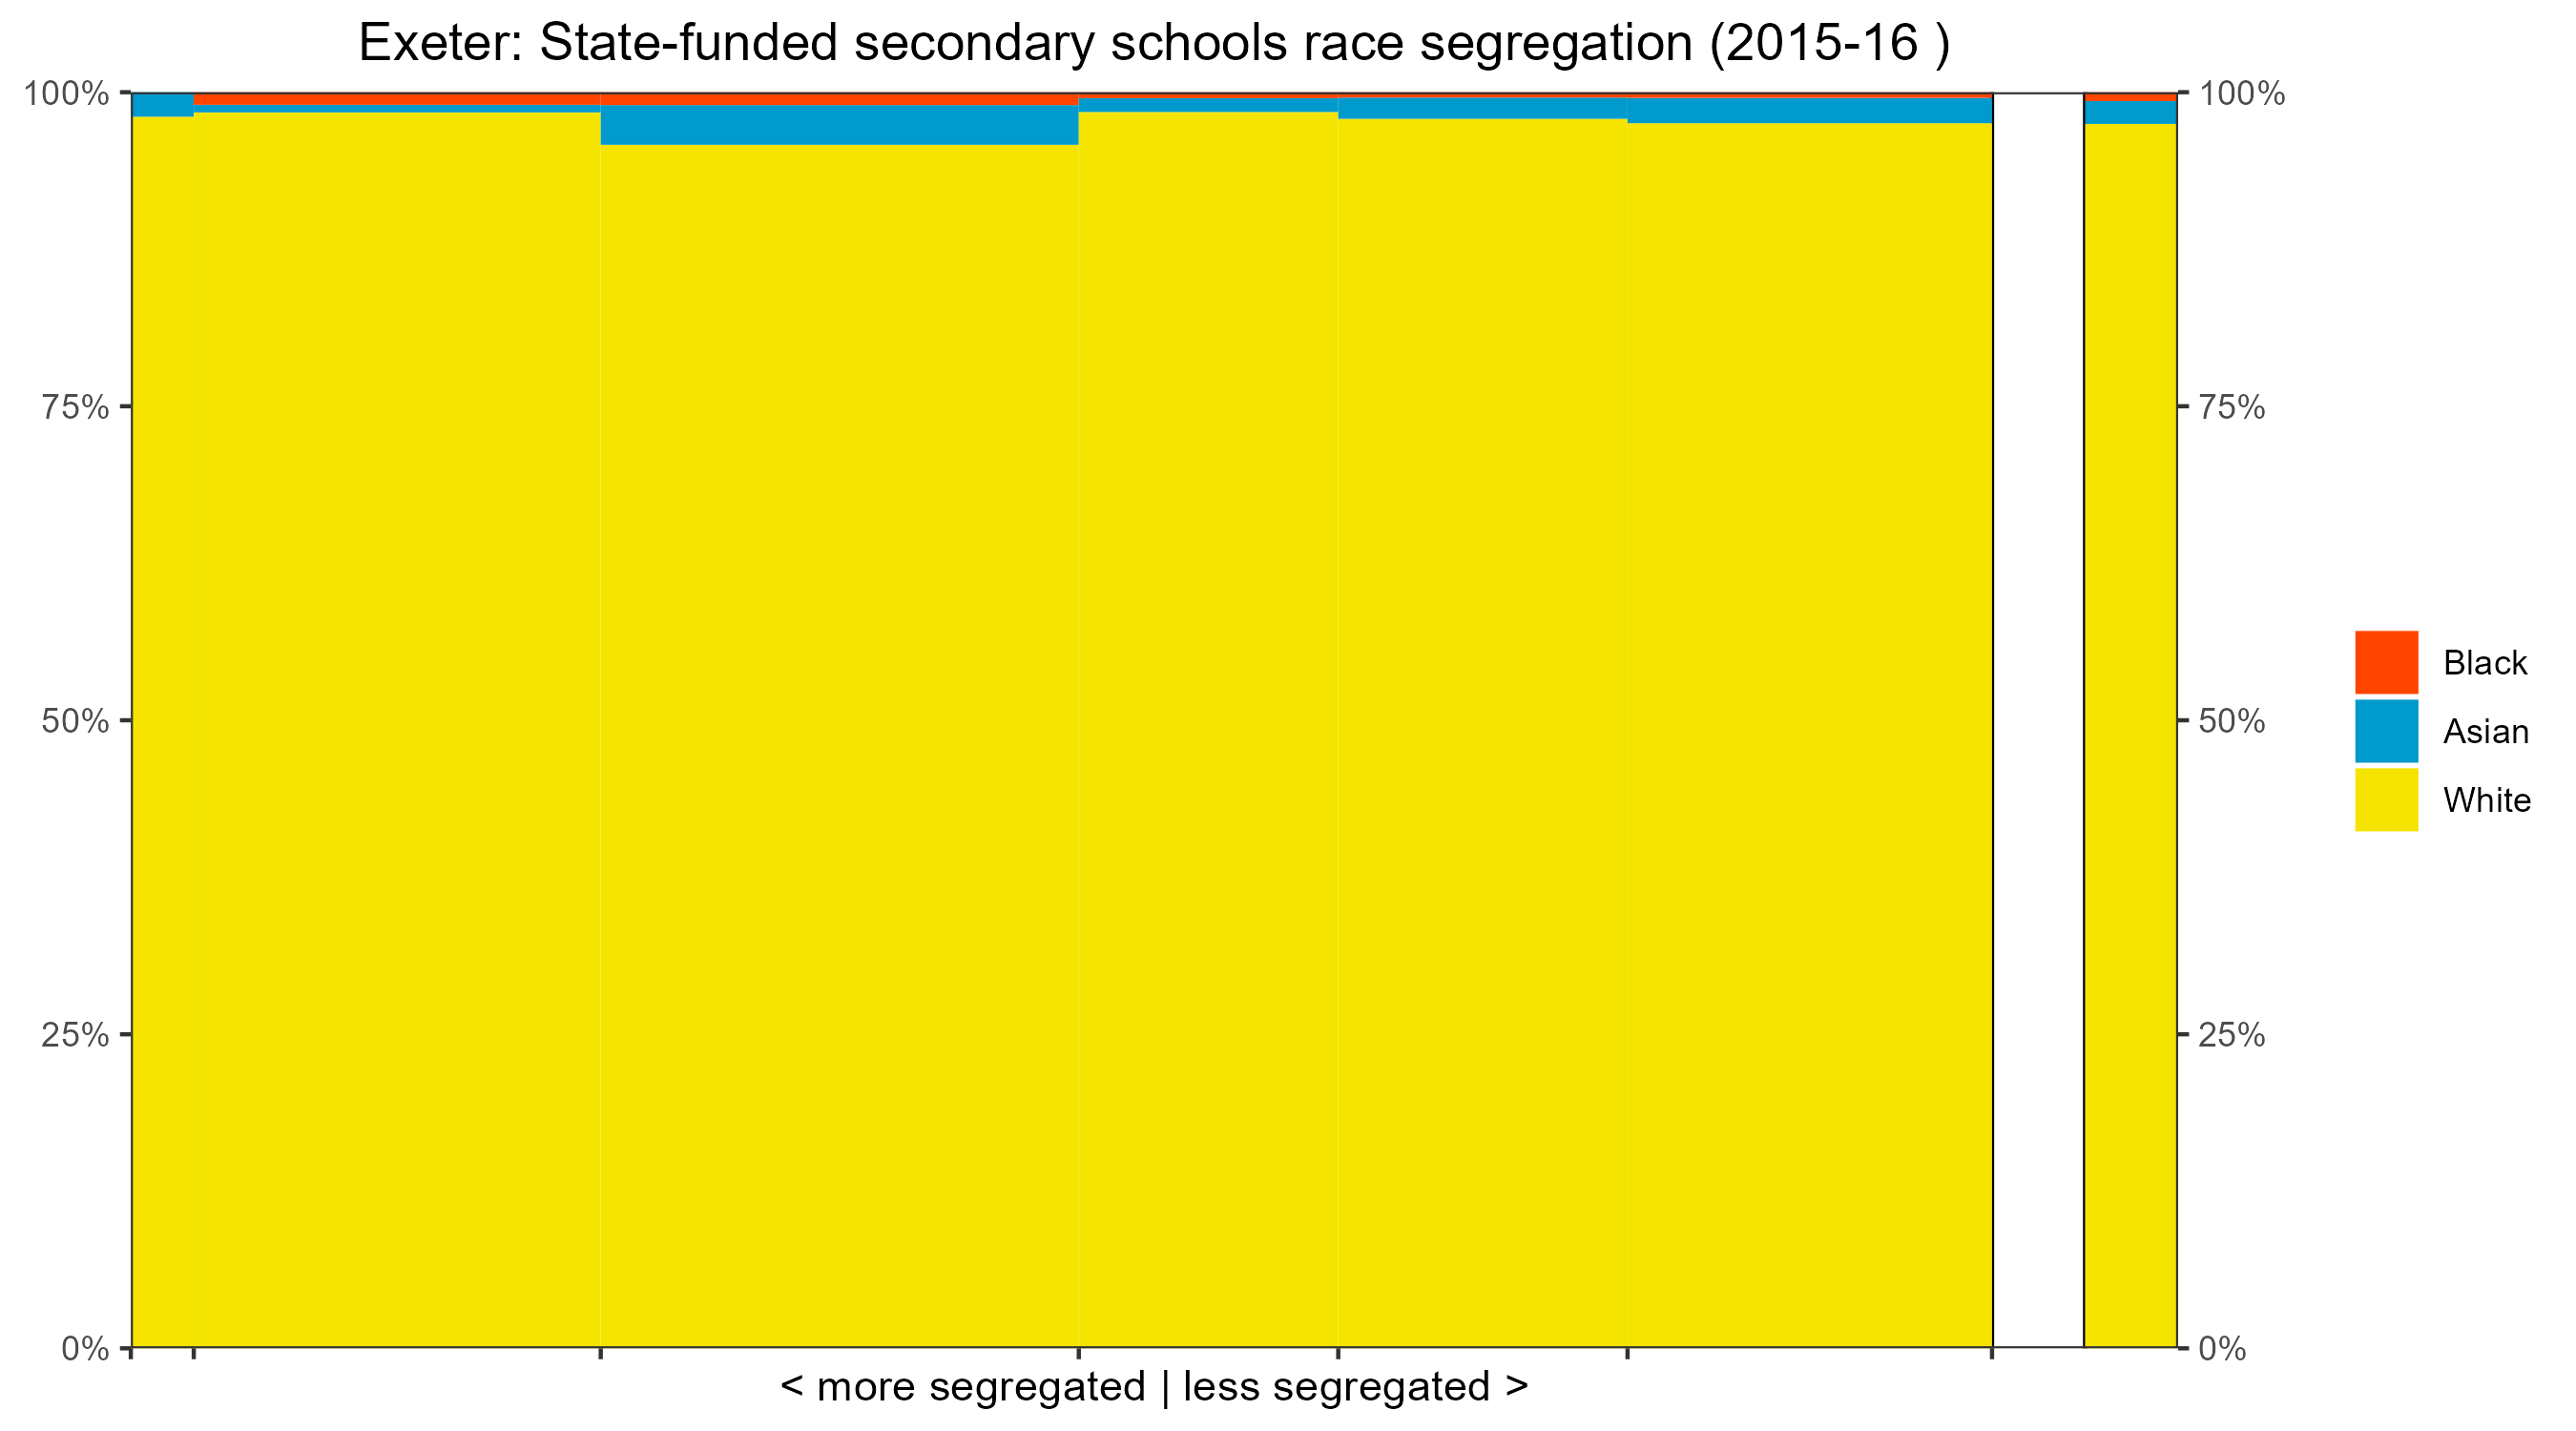 Exeter: State-funded secondary schools race segregation (2015-16 )
100%
100%
75%
75%
50%
50%
25%
25%
0%
0%
Black
Asian
White
< more segregated | less segregated >